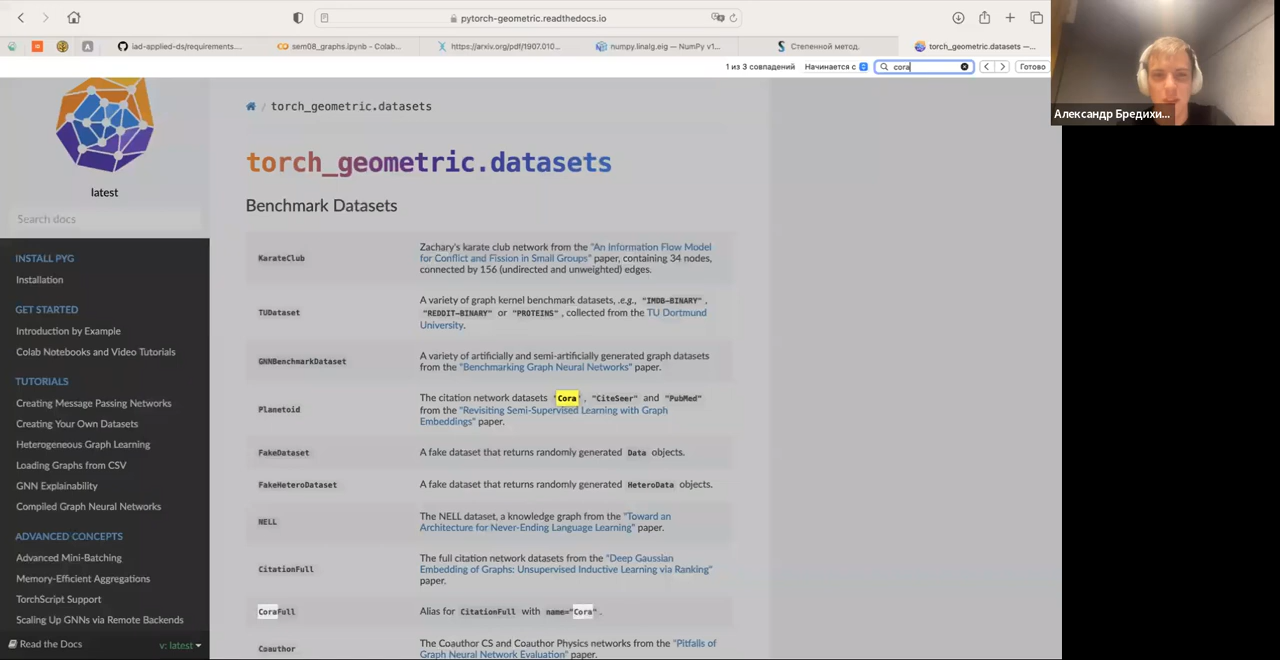 pytorch-geometric.readthedocs.io
iad-applied-ds/requirements....
sem08_graphs.ipynb – Colab...
https://arxiv.org/pdf/1907.010...
numpy.linalg.eig — NumPy v1...
Степенной метод.
torch_geometric.datasets —...
1 из 3 совпадений
Начинается с
cora
Готово
Александр Бредихи...
latest
Search docs
INSTALL PYG
Installation
GET STARTED
Introduction by Example
Colab Notebooks and Video Tutorials
TUTORIALS
Creating Message Passing Networks
Creating Your Own Datasets
Heterogeneous Graph Learning
Loading Graphs from CSV
GNN Explainability
Compiled Graph Neural Networks
ADVANCED CONCEPTS
Advanced Mini-Batching
Memory-Efficient Aggregations
TorchScript Support
Scaling Up GNNs via Remote Backends
Read the Docs
v: latest
/ torch_geometric.datasets
torch_geometric.datasets
Benchmark Datasets
KarateClub
Zachary's karate club network from the "An Information Flow Model
for Conflict and Fission in Small Groups" paper, containing 34 nodes,
connected by 156 (undirected and unweighted) edges.
TUDataset
A variety of graph kernel benchmark datasets, .e.g., "IMDB-BINARY",
"REDDIT-BINARY" or "PROTEINS", collected from the TU Dortmund
University.
GNNBenchmarkDataset
A variety of artificially and semi-artificially generated graph datasets
from the "Benchmarking Graph Neural Networks" paper.
Planetoid
The citation network datasets "Cora", "CiteSeer" and "PubMed"
from the "Revisiting Semi-Supervised Learning with Graph
Embeddings" paper.
FakeDataset
A fake dataset that returns randomly generated Data objects.
FakeHeteroDataset
A fake dataset that returns randomly generated HeteroData objects.
NELL
The NELL dataset, a knowledge graph from the "Toward an
Architecture for Never-Ending Language Learning" paper.
CitationFull
The full citation network datasets from the "Deep Gaussian
Embedding of Graphs: Unsupervised Inductive Learning via Ranking"
paper.
CoraFull
Alias for CitationFull with name="Cora".
Coauthor
The Coauthor CS and Coauthor Physics networks from the "Pitfalls of
Graph Neural Network Evaluation" paper.